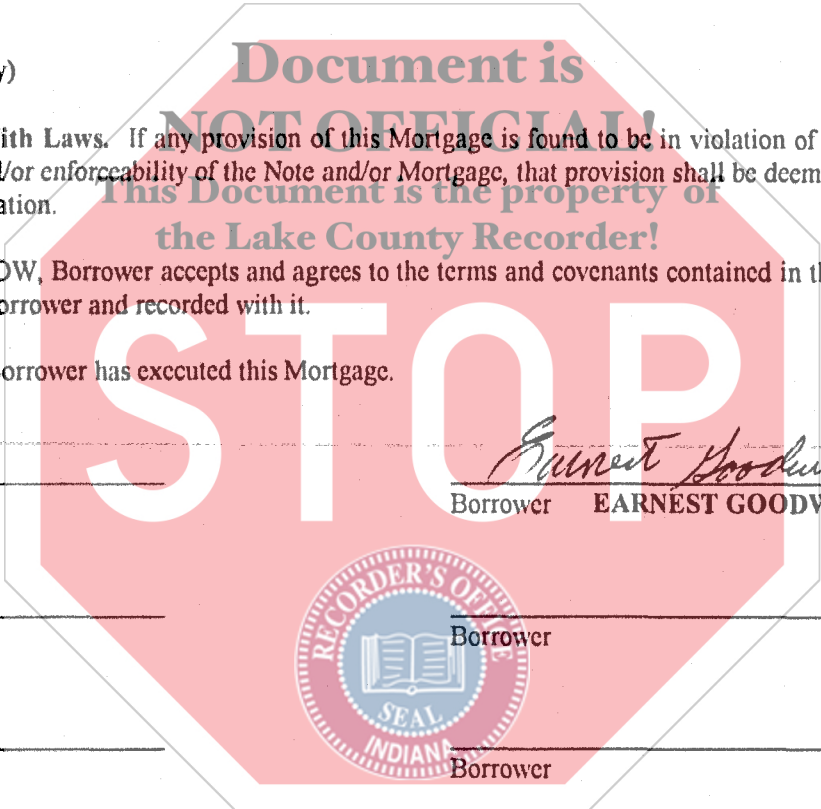 Document is
y)
NOT OFFICIAL!
ith Laws. If any provision of this Mortgage is found to be in violation of
/or enforceability of the Note and/or Mortgage, that provision shall be deem
This Document is the property of
ation.
the Lake County Recorder!
OW, Borrower accepts and agrees to the terms and covenants contained in th
orrower and recorded with it.
STOP
orrower has executed this Mortgage.
Earnest Goodw
Borrower EARNEST GOODW
RECORDER'S OFFICE
Borrower
SEAL
INDIANA
Borrower